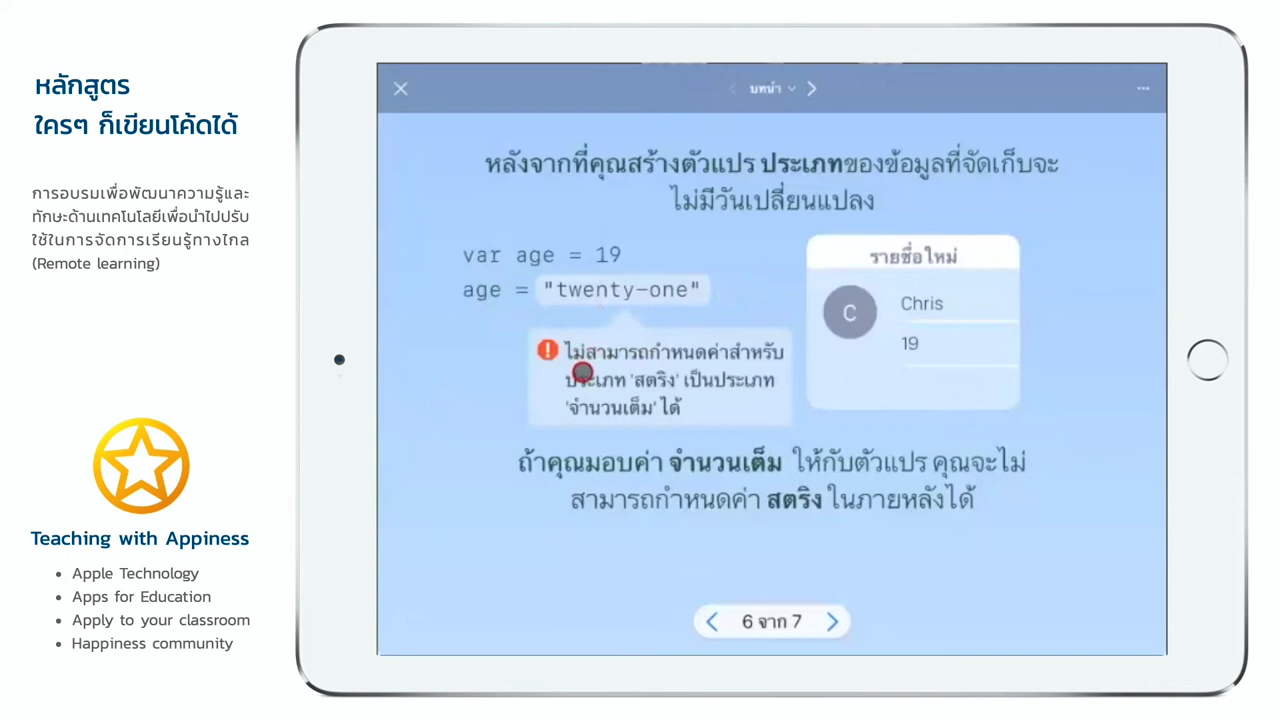 หลักสูตร
ใครๆ ก็เขียนโค้ดได้
การอบรมเพื่อพัฒนาความรู้และ
ทักษะด้านเทคโนโลยีเพื่อนำไปปรับ
ใช้ในการจัดการเรียนรู้ทางไกล
(Remote learning)
Teaching with Appiness
• Apple Technology
• Apps for Education
• Apply to your classroom
• Happiness community
บทนำ
หลังจากที่คุณสร้างตัวแปร ประเภทของข้อมูลที่จัดเก็บจะ
ไม่มีวันเปลี่ยนแปลง
var age = 19
age = "twenty-one"
ไม่สามารถกำหนดค่าสำหรับ
ประเภท 'สตริง' เป็นประเภท
'จำนวนเต็ม' ได้
รายชื่อใหม่
C
Chris
19
ถ้าคุณมอบค่า จำนวนเต็ม ให้กับตัวแปร คุณจะไม่
สามารถกำหนดค่า สตริง ในภายหลังได้
6 จาก 7